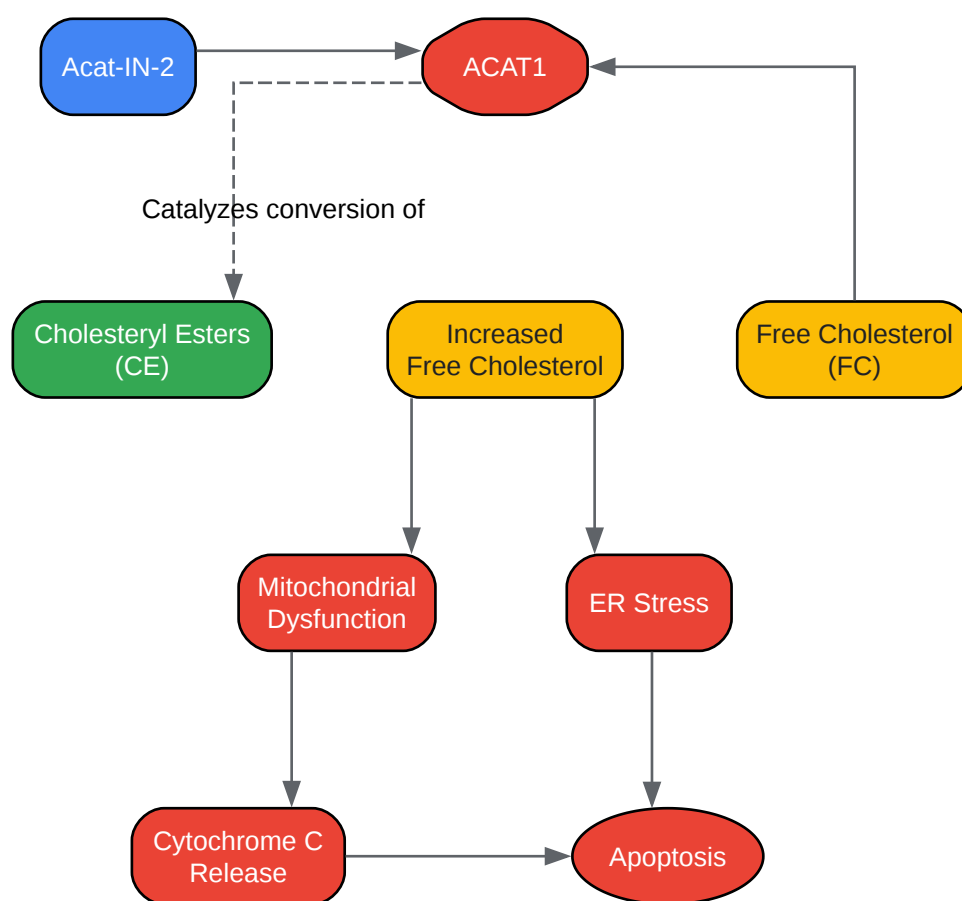 Acat-IN-2
ACAT1
Catalyzes conversion of
Cholesteryl Esters
(CE)
Increased
Free Cholesterol
Free Cholesterol
(FC)
Mitochondrial
Dysfunction
ER Stress
Cytochrome C
Release
Apoptosis